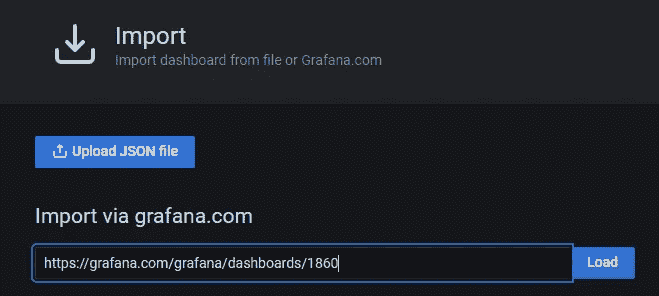 Import
Import dashboard from file or Grafana.com
Upload JSON file
Import via grafana.com
https://grafana.com/grafana/dashboards/1860
Load